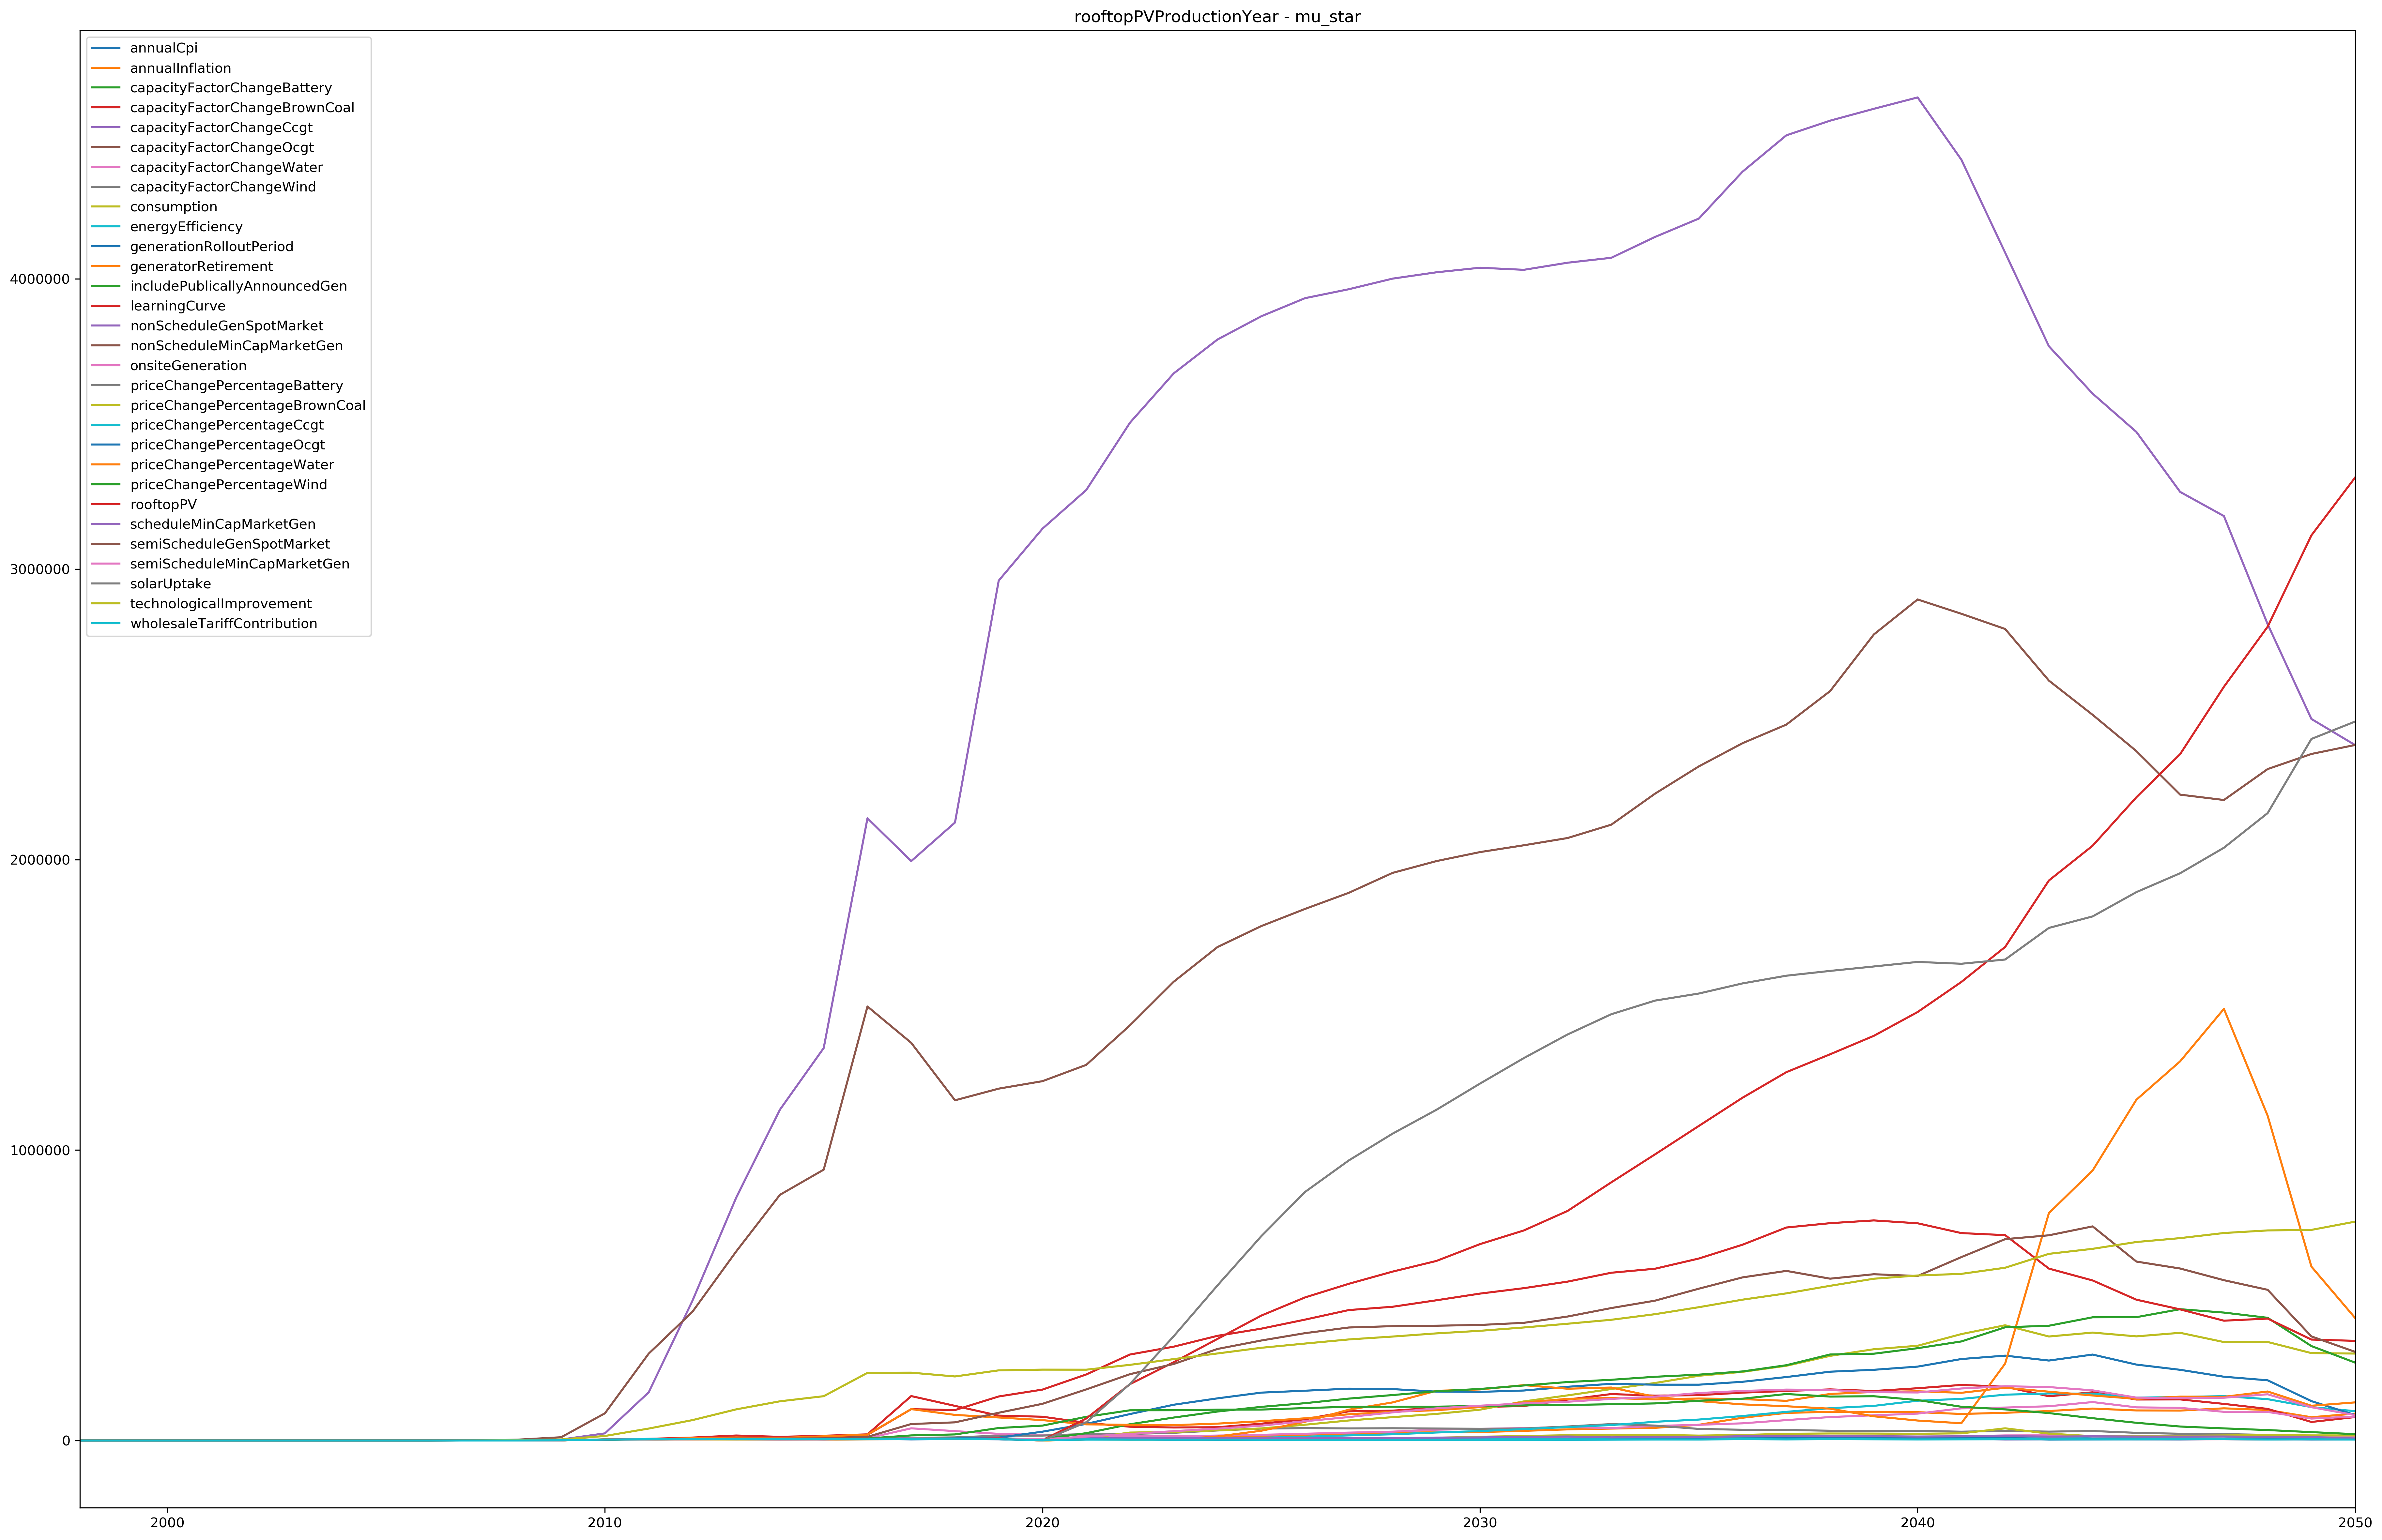 rooftopPVProductionYear - mu_star
annualCpi
annualInflation
capacityFactorChangeBattery
capacityFactorChangeBrownCoal
capacityFactorChangeCcgt
capacityFactorChangeOcgt
capacityFactorChangeWater
capacityFactorChangeWind
consumption
energyEfficiency
generationRolloutPeriod
generatorRetirement
includePublicallyAnnouncedGen
learningCurve
nonScheduleGenSpotMarket
nonScheduleMinCapMarketGen
onsiteGeneration
priceChangePercentageBattery
priceChangePercentageBrownCoal
priceChangePercentageCcgt
priceChangePercentageOcgt
priceChangePercentageWater
priceChangePercentageWind
rooftopPV
scheduleMinCapMarketGen
semiScheduleGenSpotMarket
semiScheduleMinCapMarketGen
solarUptake
technologicalImprovement
wholesaleTariffContribution
4000000
3000000
2000000
1000000
0
2000 2010 2020 2030 2040 2050